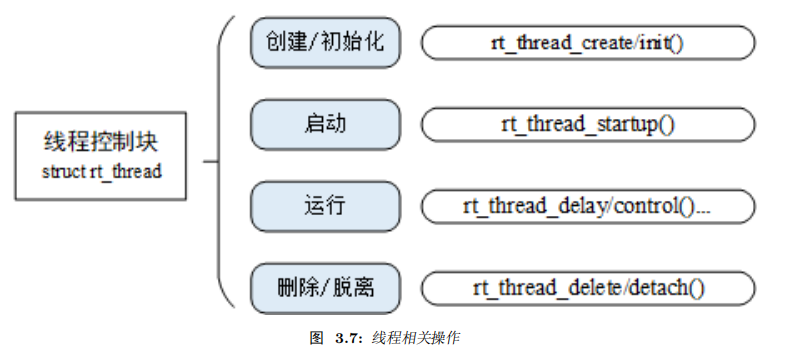 线程控制块
struct rt_thread
创建/初始化
rt_thread_create/init()
启动
rt_thread_startup()
运行
rt_thread_delay/control()...
删除/脱离
rt_thread_delete/detach()
图 3.7: 线程相关操作